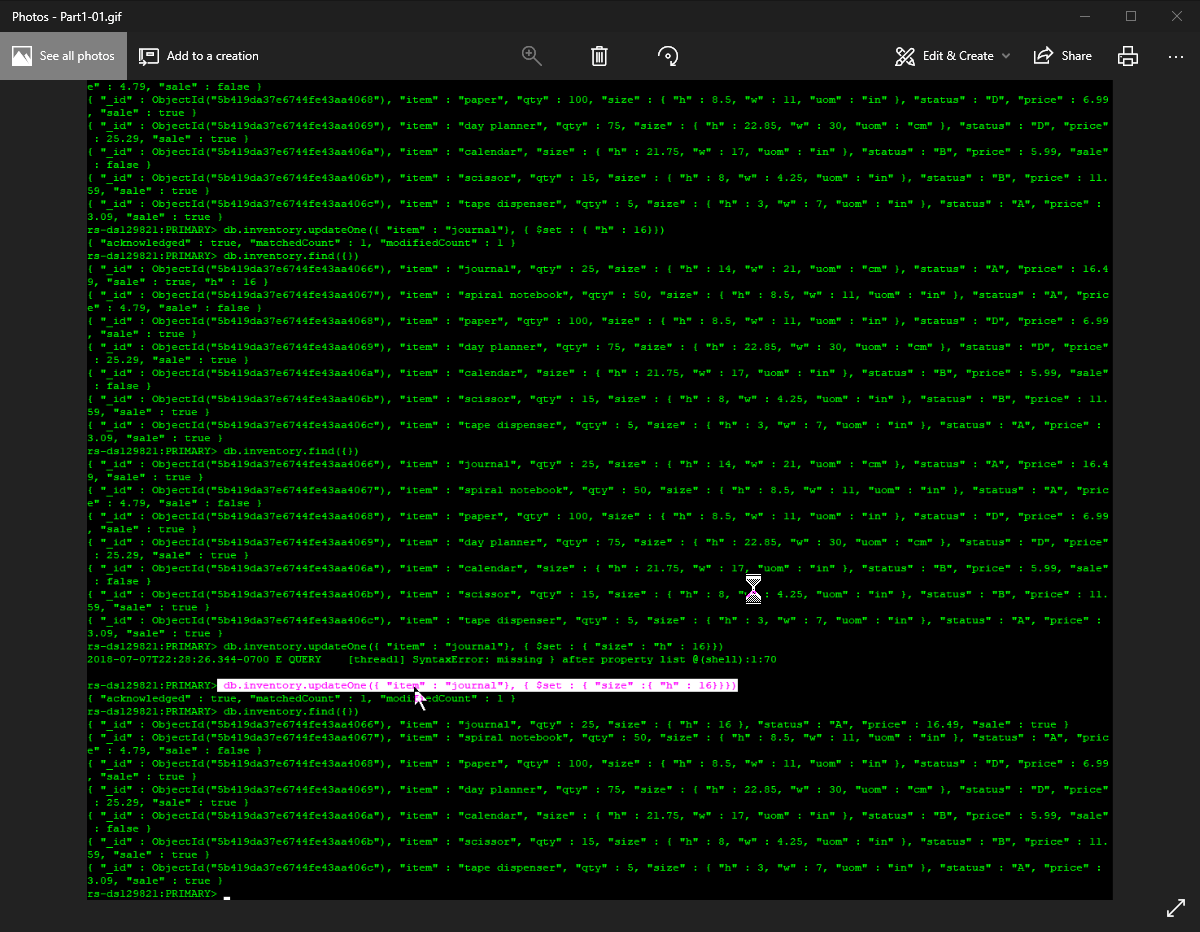 Photos - Part1-01.gif
See all photos
Add to a creation
Edit & Create
Share
e" : 4.79, "sale" : false }
{ "_id" : ObjectId("5b419da37e6744fe43aa4068"), "item" : "paper", "qty" : 100, "size" : { "h" : 8.5, "w" : 11, "uom" : "in" }, "status" : "D", "price" : 6.99
, "sale" : true }
{ "_id" : ObjectId("5b419da37e6744fe43aa4069"), "item" : "day planner", "qty" : 75, "size" : { "h" : 22.85, "w" : 30, "uom" : "cm" }, "status" : "D", "price"
: 25.29, "sale" : true }
{ "_id" : ObjectId("5b419da37e6744fe43aa406a"), "item" : "calendar", "size" : { "h" : 21.75, "w" : 17, "uom" : "in" }, "status" : "B", "price" : 5.99, "sale"
: false }
{ "_id" : ObjectId("5b419da37e6744fe43aa406b"), "item" : "scissor", "qty" : 15, "size" : { "h" : 8, "w" : 4.25, "uom" : "in" }, "status" : "B", "price" : 11.
59, "sale" : true }
{ "_id" : ObjectId("5b419da37e6744fe43aa406c"), "item" : "tape dispenser", "qty" : 5, "size" : { "h" : 3, "w" : 7, "uom" : "in" }, "status" : "A", "price" :
3.09, "sale" : true }
rs-ds129821:PRIMARY> db.inventory.updateOne({ "item" : "journal"}, { $set : { "h" : 16}})
{ "acknowledged" : true, "matchedCount" : 1, "modifiedCount" : 1 }
rs-ds129821:PRIMARY> db.inventory.find({})
{ "_id" : ObjectId("5b419da37e6744fe43aa4066"), "item" : "journal", "qty" : 25, "size" : { "h" : 14, "w" : 21, "uom" : "cm" }, "status" : "A", "price" : 16.4
9, "sale" : true, "h" : 16 }
{ "_id" : ObjectId("5b419da37e6744fe43aa4067"), "item" : "spiral notebook", "qty" : 50, "size" : { "h" : 8.5, "w" : 11, "uom" : "in" }, "status" : "A", "pric
e" : 4.79, "sale" : false }
{ "_id" : ObjectId("5b419da37e6744fe43aa4068"), "item" : "paper", "qty" : 100, "size" : { "h" : 8.5, "w" : 11, "uom" : "in" }, "status" : "D", "price" : 6.99
, "sale" : true }
{ "_id" : ObjectId("5b419da37e6744fe43aa4069"), "item" : "day planner", "qty" : 75, "size" : { "h" : 22.85, "w" : 30, "uom" : "cm" }, "status" : "D", "price"
: 25.29, "sale" : true }
{ "_id" : ObjectId("5b419da37e6744fe43aa406a"), "item" : "calendar", "size" : { "h" : 21.75, "w" : 17, "uom" : "in" }, "status" : "B", "price" : 5.99, "sale"
: false }
{ "_id" : ObjectId("5b419da37e6744fe43aa406b"), "item" : "scissor", "qty" : 15, "size" : { "h" : 8, "w" : 4.25, "uom" : "in" }, "status" : "B", "price" : 11.
59, "sale" : true }
{ "_id" : ObjectId("5b419da37e6744fe43aa406c"), "item" : "tape dispenser", "qty" : 5, "size" : { "h" : 3, "w" : 7, "uom" : "in" }, "status" : "A", "price" :
3.09, "sale" : true }
rs-ds129821:PRIMARY> db.inventory.find({})
{ "_id" : ObjectId("5b419da37e6744fe43aa4066"), "item" : "journal", "qty" : 25, "size" : { "h" : 14, "w" : 21, "uom" : "cm" }, "status" : "A", "price" : 16.4
9, "sale" : true }
{ "_id" : ObjectId("5b419da37e6744fe43aa4067"), "item" : "spiral notebook", "qty" : 50, "size" : { "h" : 8.5, "w" : 11, "uom" : "in" }, "status" : "A", "pric
e" : 4.79, "sale" : false }
{ "_id" : ObjectId("5b419da37e6744fe43aa4068"), "item" : "paper", "qty" : 100, "size" : { "h" : 8.5, "w" : 11, "uom" : "in" }, "status" : "D", "price" : 6.99
, "sale" : true }
{ "_id" : ObjectId("5b419da37e6744fe43aa4069"), "item" : "day planner", "qty" : 75, "size" : { "h" : 22.85, "w" : 30, "uom" : "cm" }, "status" : "D", "price"
: 25.29, "sale" : true }
{ "_id" : ObjectId("5b419da37e6744fe43aa406a"), "item" : "calendar", "size" : { "h" : 21.75, "w" : 17, "uom" : "in" }, "status" : "B", "price" : 5.99, "sale"
: false }
{ "_id" : ObjectId("5b419da37e6744fe43aa406b"), "item" : "scissor", "qty" : 15, "size" : { "h" : 8, "w" : 4.25, "uom" : "in" }, "status" : "B", "price" : 11.
59, "sale" : true }
{ "_id" : ObjectId("5b419da37e6744fe43aa406c"), "item" : "tape dispenser", "qty" : 5, "size" : { "h" : 3, "w" : 7, "uom" : "in" }, "status" : "A", "price" :
3.09, "sale" : true }
rs-ds129821:PRIMARY> db.inventory.updateOne({ "item" : "journal"}, { $set : { "size" : "h" : 16}})
2018-07-07T22:28:26.344-0700 E QUERY    [thread1] SyntaxError: missing } after property list @(shell):1:70
rs-ds129821:PRIMARY> db.inventory.updateOne({ "item" : "journal"}, { $set : { "size" :{ "h" : 16}}})
{ "acknowledged" : true, "matchedCount" : 1, "modifiedCount" : 1 }
rs-ds129821:PRIMARY> db.inventory.find({})
{ "_id" : ObjectId("5b419da37e6744fe43aa4066"), "item" : "journal", "qty" : 25, "size" : { "h" : 16 }, "status" : "A", "price" : 16.49, "sale" : true }
{ "_id" : ObjectId("5b419da37e6744fe43aa4067"), "item" : "spiral notebook", "qty" : 50, "size" : { "h" : 8.5, "w" : 11, "uom" : "in" }, "status" : "A", "pric
e" : 4.79, "sale" : false }
{ "_id" : ObjectId("5b419da37e6744fe43aa4068"), "item" : "paper", "qty" : 100, "size" : { "h" : 8.5, "w" : 11, "uom" : "in" }, "status" : "D", "price" : 6.99
, "sale" : true }
{ "_id" : ObjectId("5b419da37e6744fe43aa4069"), "item" : "day planner", "qty" : 75, "size" : { "h" : 22.85, "w" : 30, "uom" : "cm" }, "status" : "D", "price"
: 25.29, "sale" : true }
{ "_id" : ObjectId("5b419da37e6744fe43aa406a"), "item" : "calendar", "size" : { "h" : 21.75, "w" : 17, "uom" : "in" }, "status" : "B", "price" : 5.99, "sale"
: false }
{ "_id" : ObjectId("5b419da37e6744fe43aa406b"), "item" : "scissor", "qty" : 15, "size" : { "h" : 8, "w" : 4.25, "uom" : "in" }, "status" : "B", "price" : 11.
59, "sale" : true }
{ "_id" : ObjectId("5b419da37e6744fe43aa406c"), "item" : "tape dispenser", "qty" : 5, "size" : { "h" : 3, "w" : 7, "uom" : "in" }, "status" : "A", "price" :
3.09, "sale" : true }
rs-ds129821:PRIMARY>